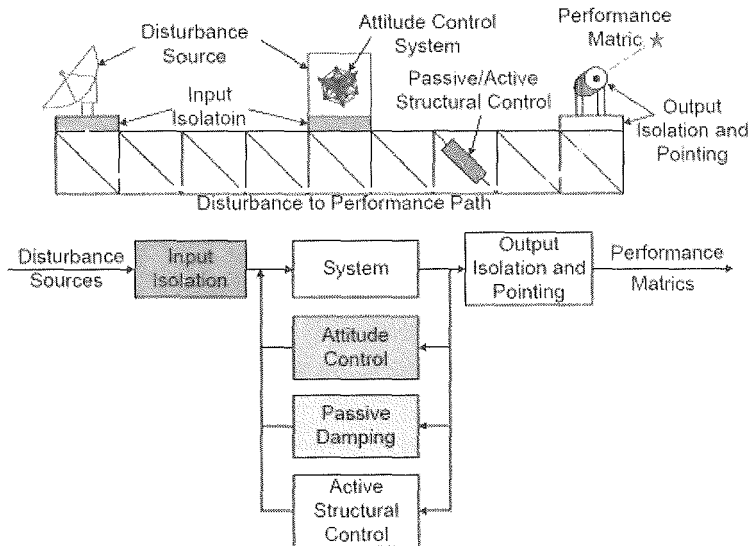 Disturbance
Source
Attitude Control
System
Performance
Matric
Input
Isolatoin
Passive/Active
Structural Control
Output
Isolation and
Pointing
Disturbance to Performance Path
Disturbance
Sources
Input
Isolation
System
Output
Isolation and
Pointing
Performance
Matrics
Attitude
Control
Passive
Damping
Active
Structural
Control